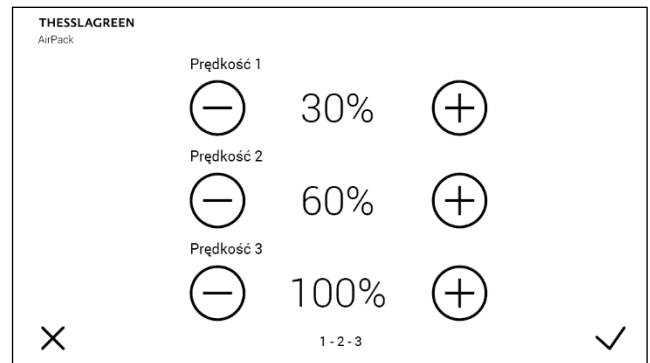 THESSLAGREEN
AirPack
Prędkość 1
30%
Prędkość 2
60%
Prędkość 3
100%
1 - 2 - 3